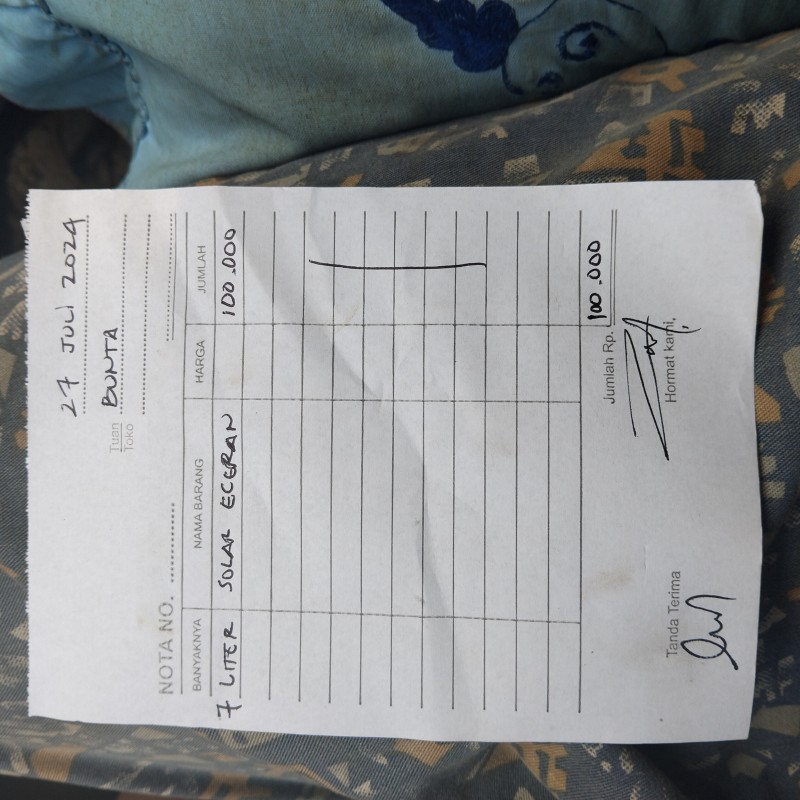 27 JULI 2024
Tuan
Toko BUNTA
NOTA NO.
BANYAKNYA NAMA BARANG HARGA JUMLAH
7 LITER SOLAR ECERAN 100.000
Jumlah Rp. 100.000
Tanda Terima Hormat kami,